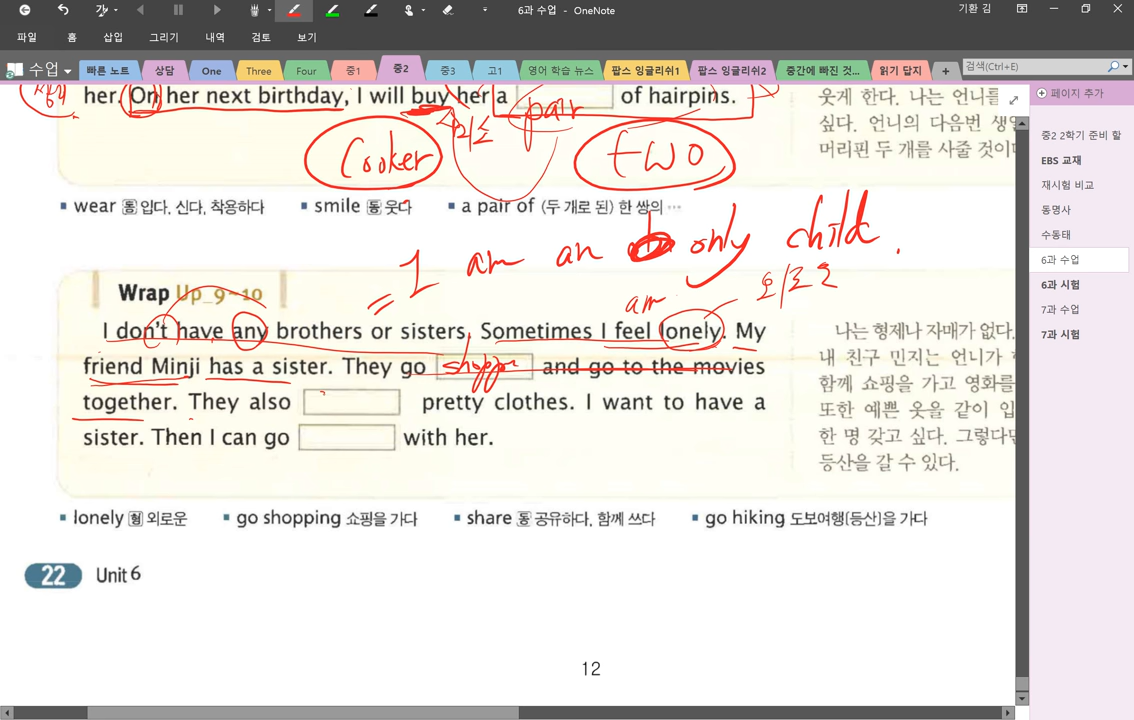 6과 수업 - OneNote
기환 김
파일 홈 삽입 그리기 내역 검토 보기
수업 빠른 노트 상담 One Three Four 중1 중2 중3 고1 영어 학습 뉴스 팝스 잉글리쉬1 팝스 잉글리쉬2 중간에 빠진 것... 읽기 답지 + 검색(Ctrl+E)
페이지 추가
중2 2학기 준비 할
EBS 교재
재시험 비교
동명사
수동태
6과 수업
6과 시험
7과 수업
7과 시험
her. On her next birthday, I will buy her a pair of hairpins.
웃게 한다. 나는 언니를
싶다. 언니의 다음번 생일
머리핀 두 개를 사줄 것이다
Cooker two
wear 동 입다, 신다, 착용하다 smile 동 웃다 a pair of (두 개로 된) 한 쌍의 …
= I am an only child.
Wrap Up_9~10
am
I don't have any brothers or sisters. Sometimes I feel lonely. My
friend Minji has a sister. They go shopping and go to the movies
together. They also pretty clothes. I want to have a
sister. Then I can go with her.
나는 형제나 자매가 없다.
내 친구 민지는 언니가
함께 쇼핑을 가고 영화를
또한 예쁜 옷을 같이 입
한 명 갖고 싶다. 그렇다면
등산을 갈 수 있다.
lonely 형 외로운 go shopping 쇼핑을 가다 share 동 공유하다, 함께 쓰다 go hiking 도보여행(등산)을 가다
22 Unit 6
12